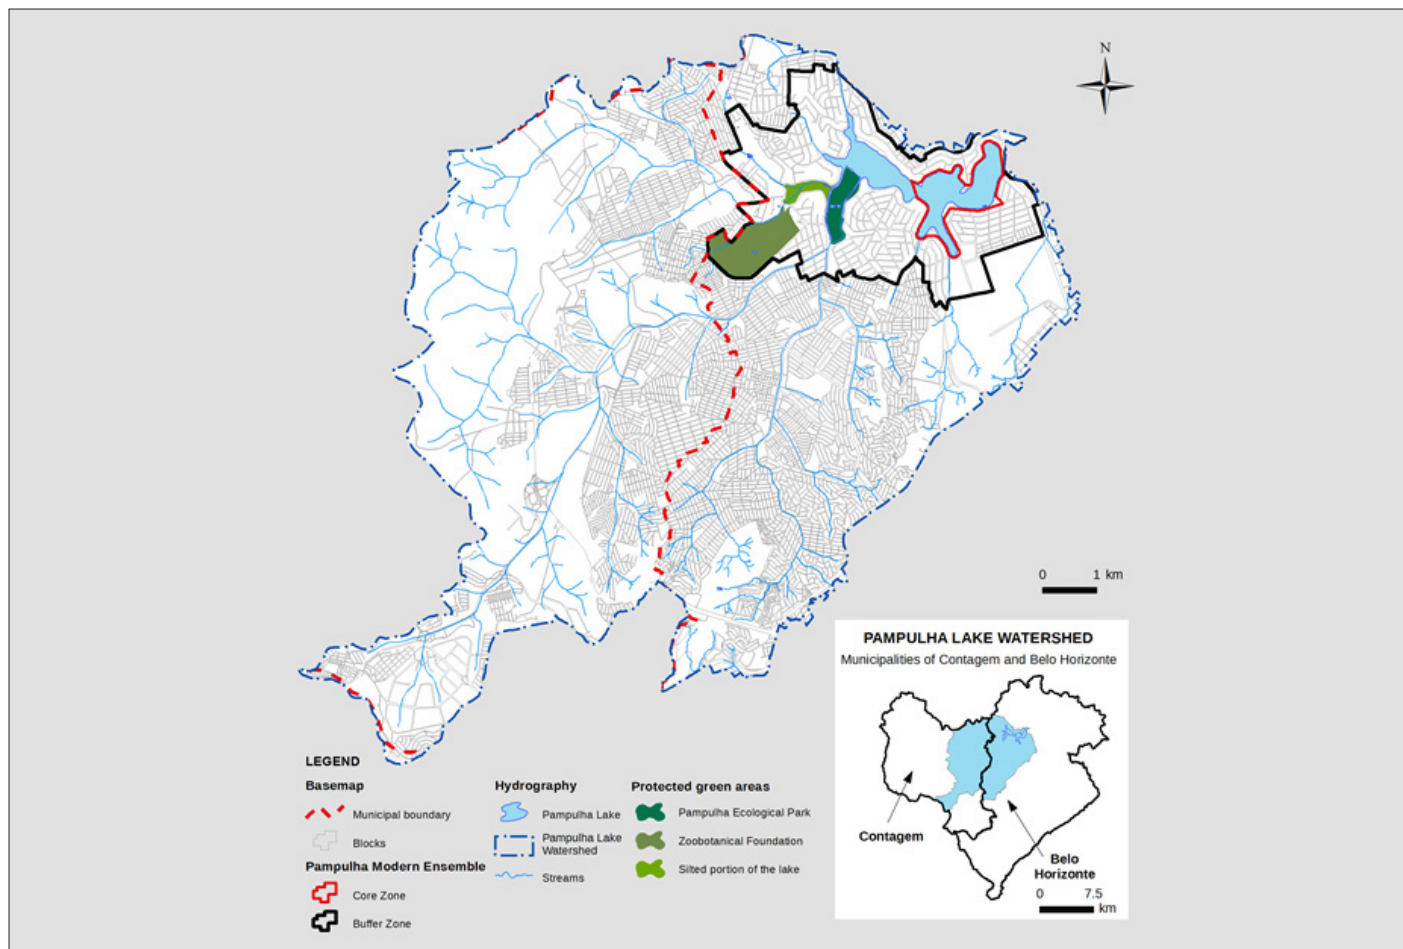 N
0 1 km
PAMPULHA LAKE WATERSHED
Municipalities of Contagem and Belo Horizonte
Contagem
Belo
Horizonte
0 7.5
km
LEGEND
Basemap
Municipal boundary
Blocks
Pampulha Modern Ensemble
Core Zone
Buffer Zone
Hydrography
Pampulha Lake
Pampulha Lake
Watershed
Streams
Protected green areas
Pampulha Ecological Park
Zoobotanical Foundation
Silted portion of the lake